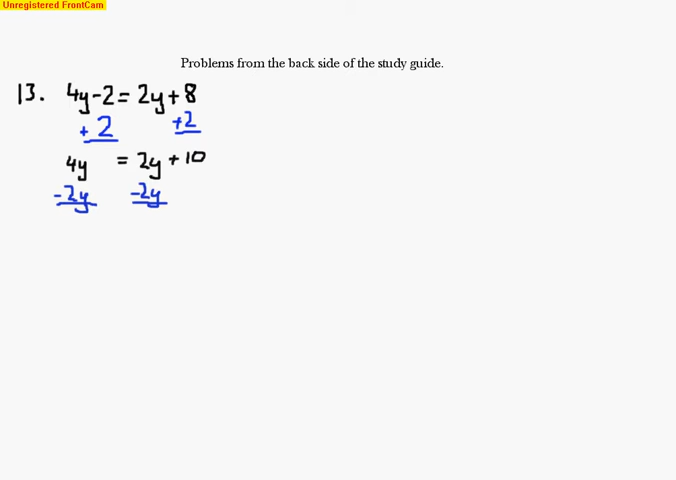 Unregistered FrontCam
Problems from the back side of the study guide.
13. 4y-2=2y+8
+2 +2
4y = 2y+10
-2y -2y